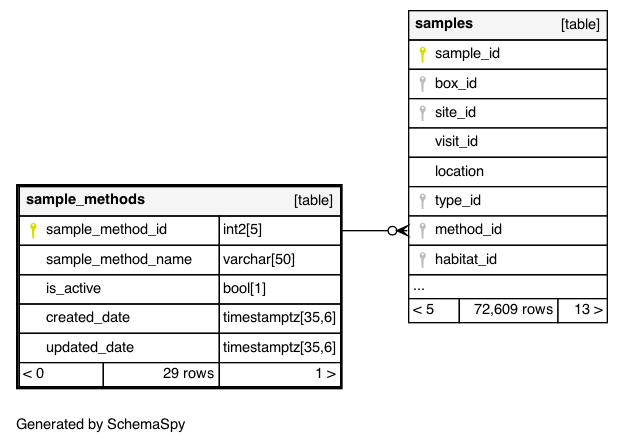 samples [table]
sample_id
box_id
site_id
visit_id
location
type_id
method_id
habitat_id
...
< 5 72,609 rows 13 >
sample_methods [table]
sample_method_id int2[5]
sample_method_name varchar[50]
is_active bool[1]
created_date timestamptz[35,6]
updated_date timestamptz[35,6]
< 0 29 rows 1 >
Generated by SchemaSpy